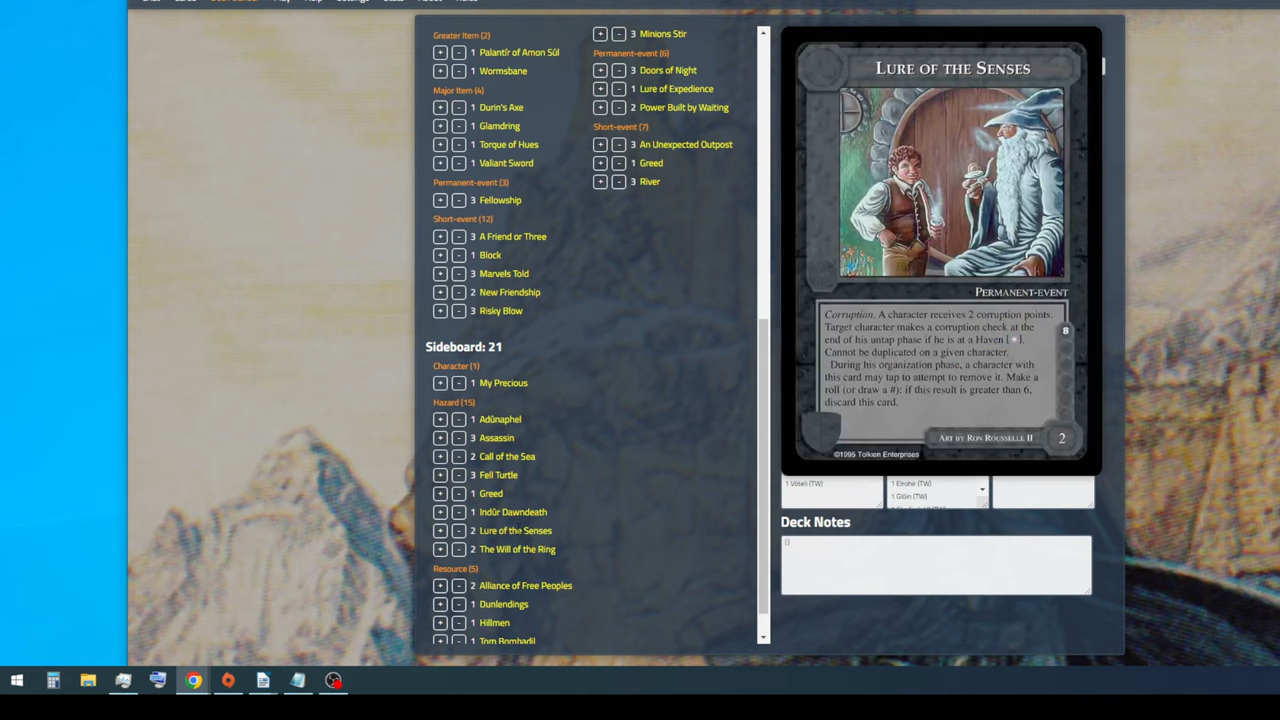 Greater Item (2)
+ - 1 Palantír of Amon Sûl
+ - 1 Wormsbane
Major Item (4)
+ - 1 Durin's Axe
+ - 1 Glamdring
+ - 1 Torque of Hues
+ - 1 Valiant Sword
Permanent-event (3)
+ - 3 Fellowship
Short-event (12)
+ - 3 A Friend or Three
+ - 1 Block
+ - 3 Marvels Told
+ - 2 New Friendship
+ - 3 Risky Blow
+ - 3 Minions Stir
Permanent-event (6)
+ - 3 Doors of Night
+ - 1 Lure of Expedience
+ - 2 Power Built by Waiting
Short-event (7)
+ - 3 An Unexpected Outpost
+ - 1 Greed
+ - 3 River
Sideboard: 21
Character (1)
+ - 1 My Precious
Hazard (15)
+ - 1 Adûnaphel
+ - 3 Assassin
+ - 2 Call of the Sea
+ - 3 Fell Turtle
+ - 1 Greed
+ - 1 Indûr Dawndeath
+ - 2 Lure of the Senses
+ - 2 The Will of the Ring
Resource (5)
+ - 2 Alliance of Free Peoples
+ - 1 Dunlendings
+ - 1 Hillmen
+ - 1 Tom Bombadil
Lure of the Senses
Permanent-event
Corruption. A character receives 2 corruption points.
Target character makes a corruption check at the
end of his untap phase if he is at a Haven [✦].
Cannot be duplicated on a given character.
During his organization phase, a character with
this card may tap to attempt to remove it. Make a
roll (or draw a #): if this result is greater than 6,
discard this card.
8
Art by Ron Rousselle II
2
©1995 Tolkien Enterprises
1 Vôteli (TW)
1 Elrohir (TW)
1 Glóin (TW)
Deck Notes
[]